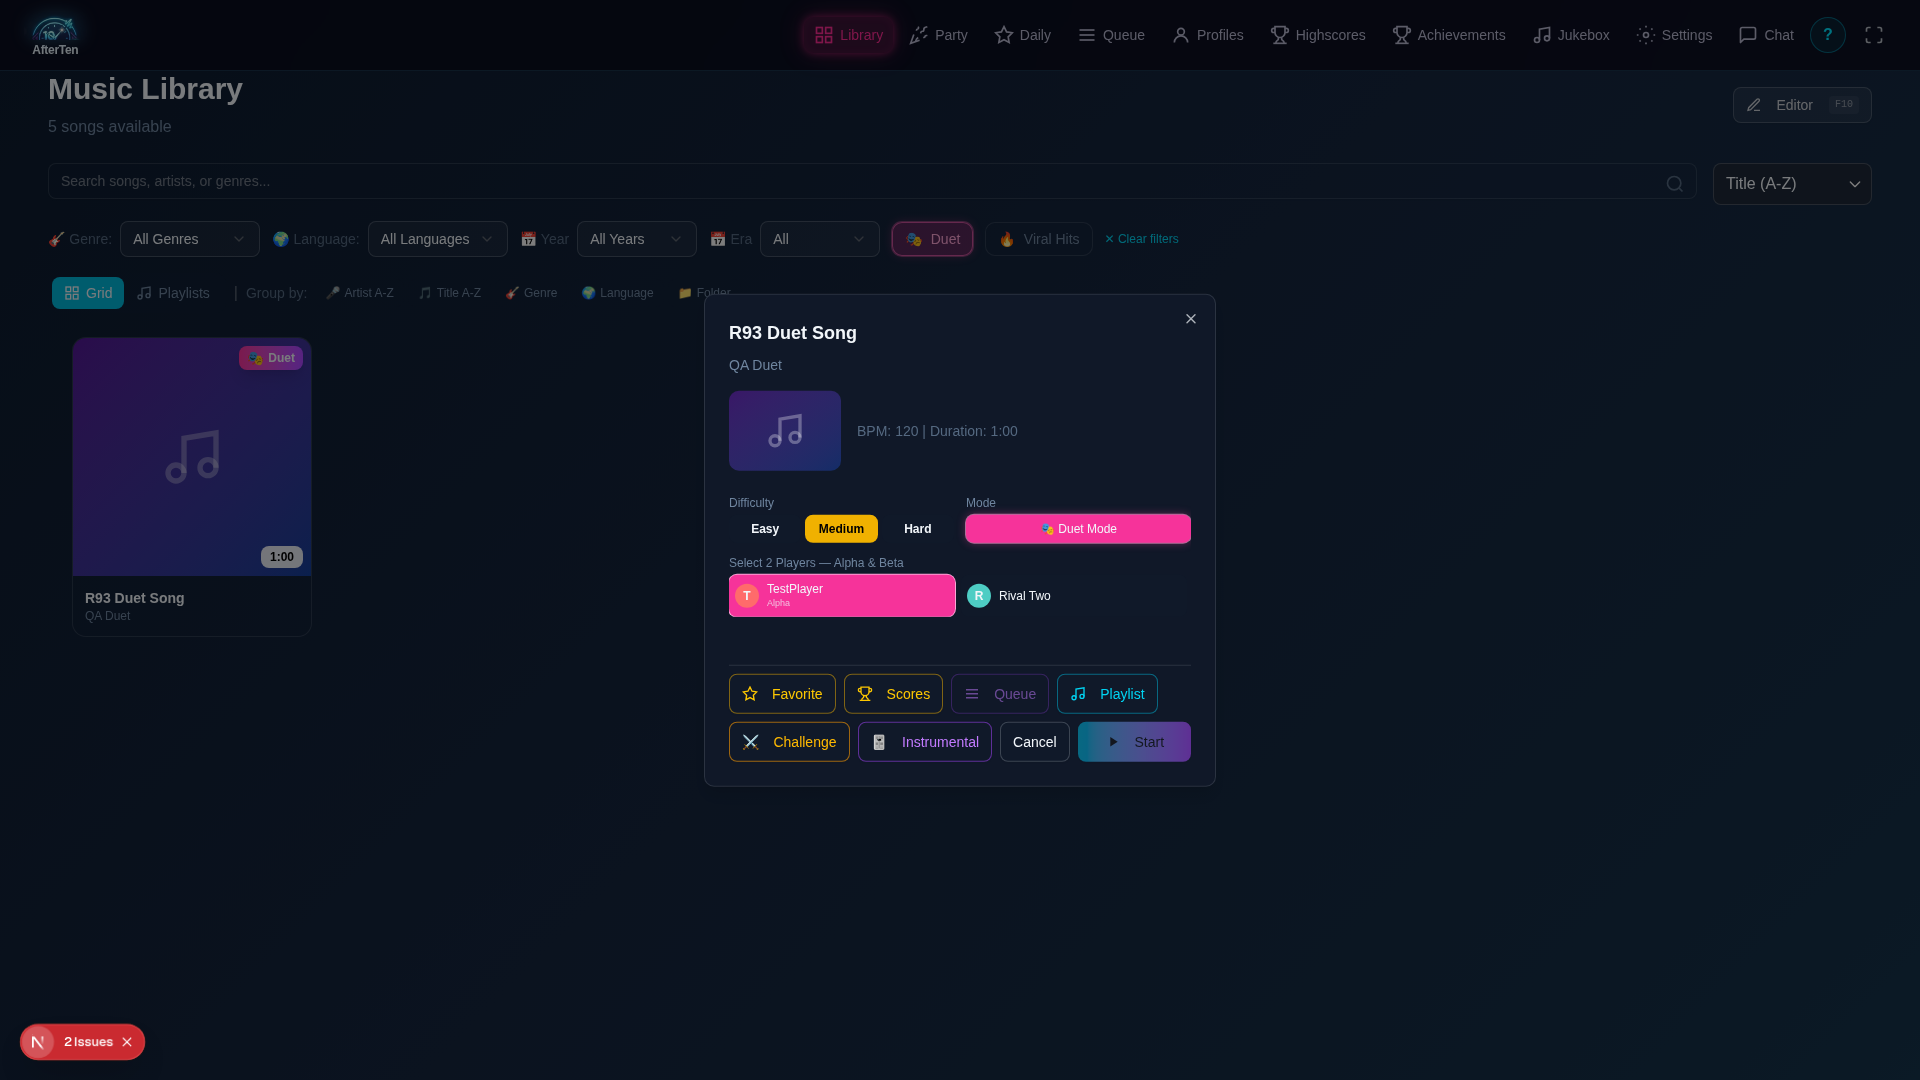 AfterTen
Library
Party
Daily
Queue
Profiles
Highscores
Achievements
Jukebox
Settings
Chat
?
Music Library
5 songs available
Editor F10
Search songs, artists, or genres...
Title (A-Z)
Genre:
All Genres
Language:
All Languages
Year
All Years
Era
All
Duet
Viral Hits
✕ Clear filters
Grid
Playlists
| Group by:
Artist A-Z
Title A-Z
Genre
Language
Folder
Duet
1:00
R93 Duet Song
QA Duet
R93 Duet Song
QA Duet
BPM: 120 | Duration: 1:00
Difficulty
Mode
Easy
Medium
Hard
Duet Mode
Select 2 Players — Alpha & Beta
T
TestPlayer
Alpha
R
Rival Two
Favorite
Scores
Queue
Playlist
Challenge
Instrumental
Cancel
Start
N
2 Issues